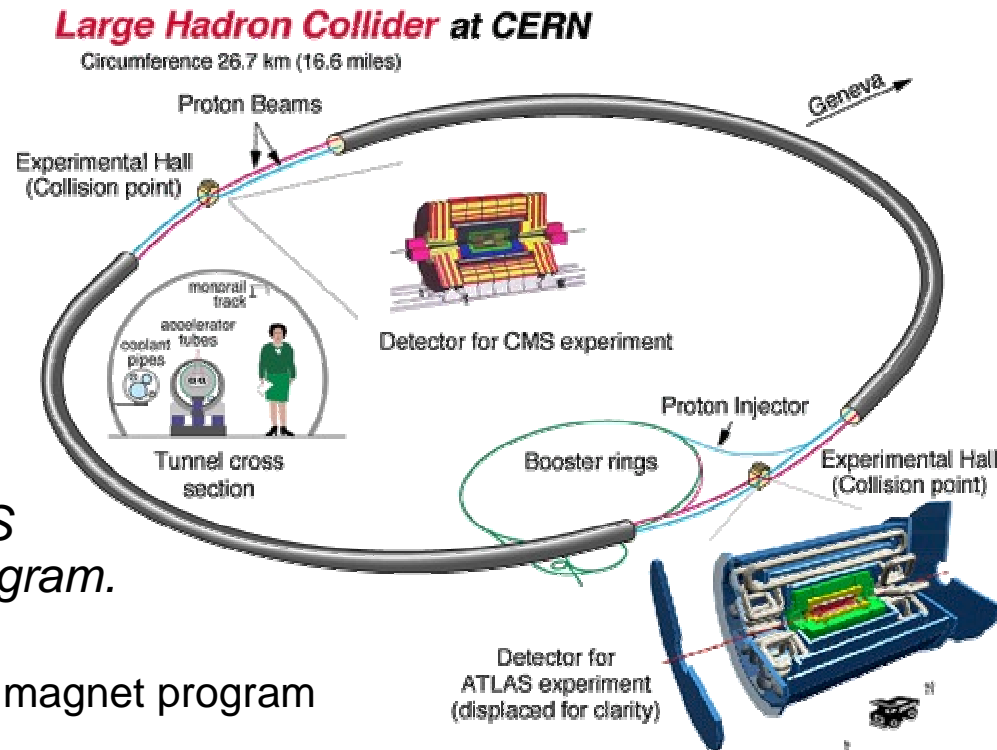 Large Hadron Collider at CERN
Circumference 26.7 km (16.6 miles)
Geneva
Proton Beams
Experimental Hall
(Collision point)
monorail
track
accelerator
tubes
coolant
pipes
Detector for CMS experiment
Tunnel cross
section
Proton Injector
Booster rings
Experimental Hall
(Collision point)
S
gram.
magnet program
Detector for
ATLAS experiment
(displaced for clarity)